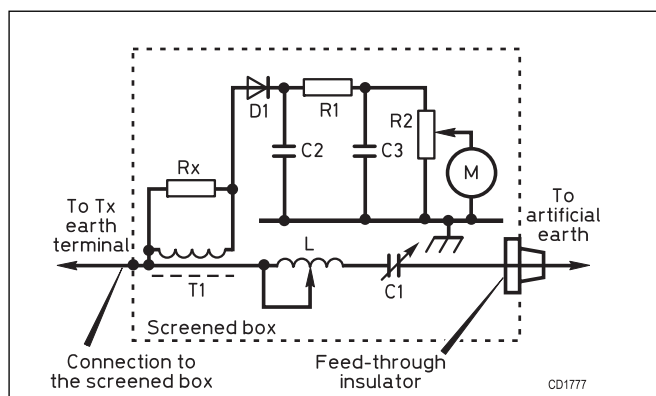 D1
R1
R2
C2
C3
M
Rx
To Tx
earth
terminal
To
artificial
earth
L
T1
C1
Screened box
Connection to
the screened box
Feed-through
insulator
CD1777